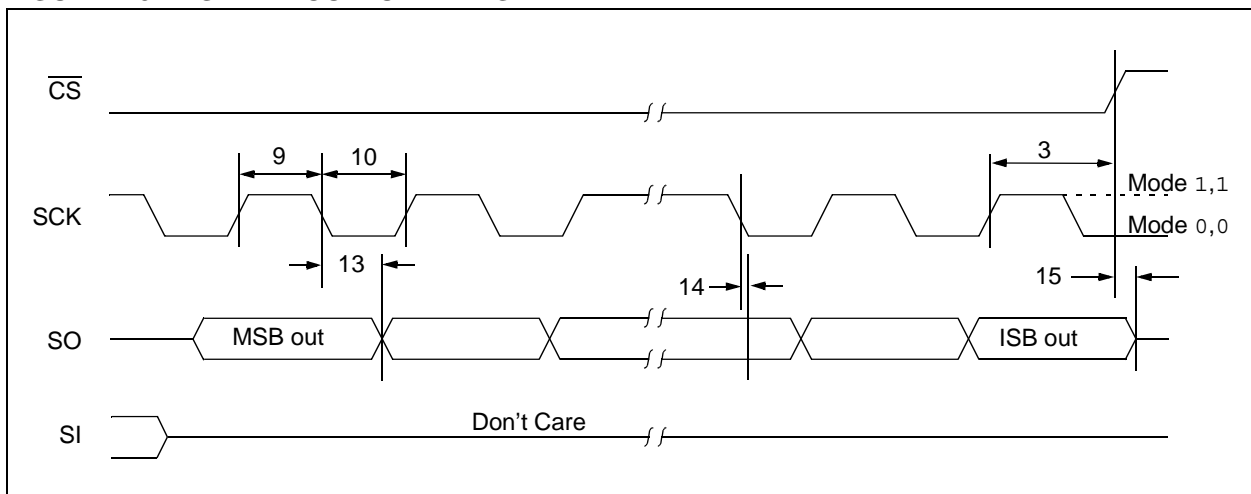 CS
9
10
3
SCK
Mode 1,1
Mode 0,0
13
14
15
SO
MSB out
ISB out
SI
Don't Care